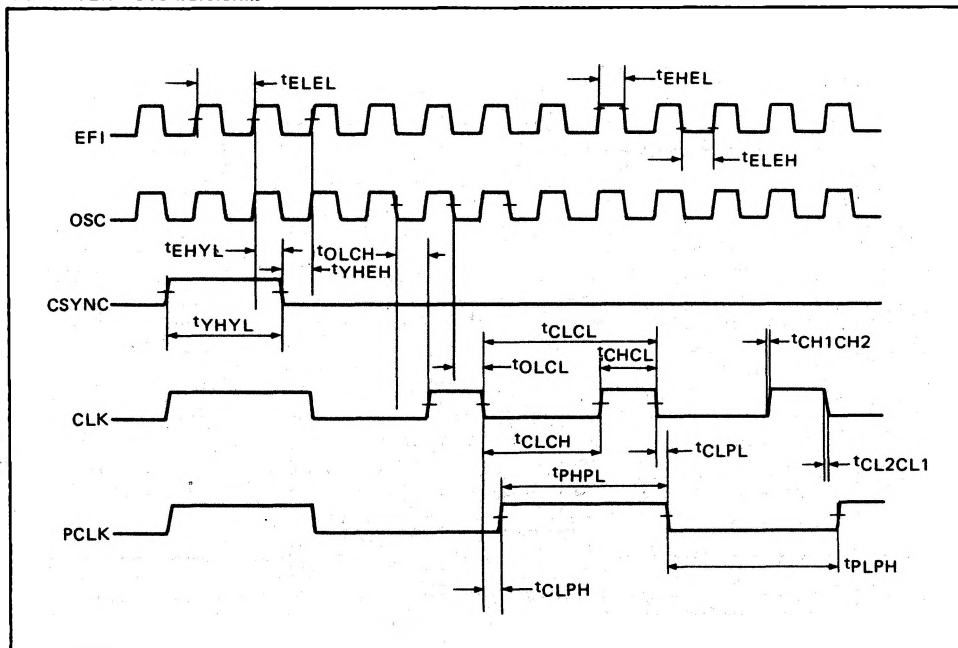 tELEL
tEHEL
EFI
tELEH
OSC
tEHYL
tOLCH
tYHEH
CSYNC
tYHYL
tCLCL
tCH1CH2
tCHCL
tOLCL
CLK
tCLCH
tCLPL
tCL2CL1
tPHPL
PCLK
tPLPH
tCLPH